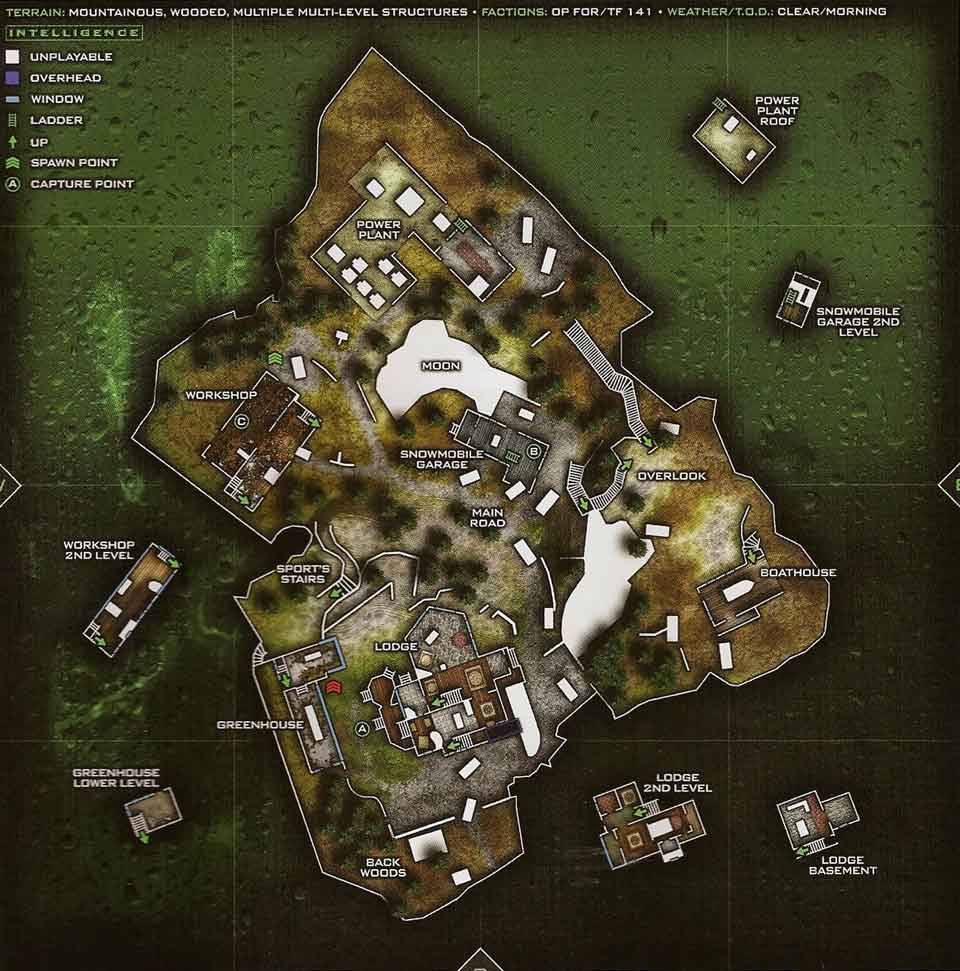 TERRAIN: MOUNTAINOUS, WOODED, MULTIPLE MULTI-LEVEL STRUCTURES • FACTIONS: OP FOR/TF 141 • WEATHER/T.O.D.: CLEAR/MORNING
INTELLIGENCE
UNPLAYABLE
OVERHEAD
WINDOW
LADDER
UP
SPAWN POINT
A CAPTURE POINT
POWER
PLANT
ROOF
POWER
PLANT
SNOWMOBILE
GARAGE 2ND
LEVEL
MOON
WORKSHOP
C
SNOWMOBILE
GARAGE
B
OVERLOOK
MAIN
ROAD
WORKSHOP
2ND LEVEL
SPORT'S
STAIRS
BOATHOUSE
LODGE
GREENHOUSE
A
GREENHOUSE
LOWER LEVEL
LODGE
2ND LEVEL
BACK
WOODS
LODGE
BASEMENT